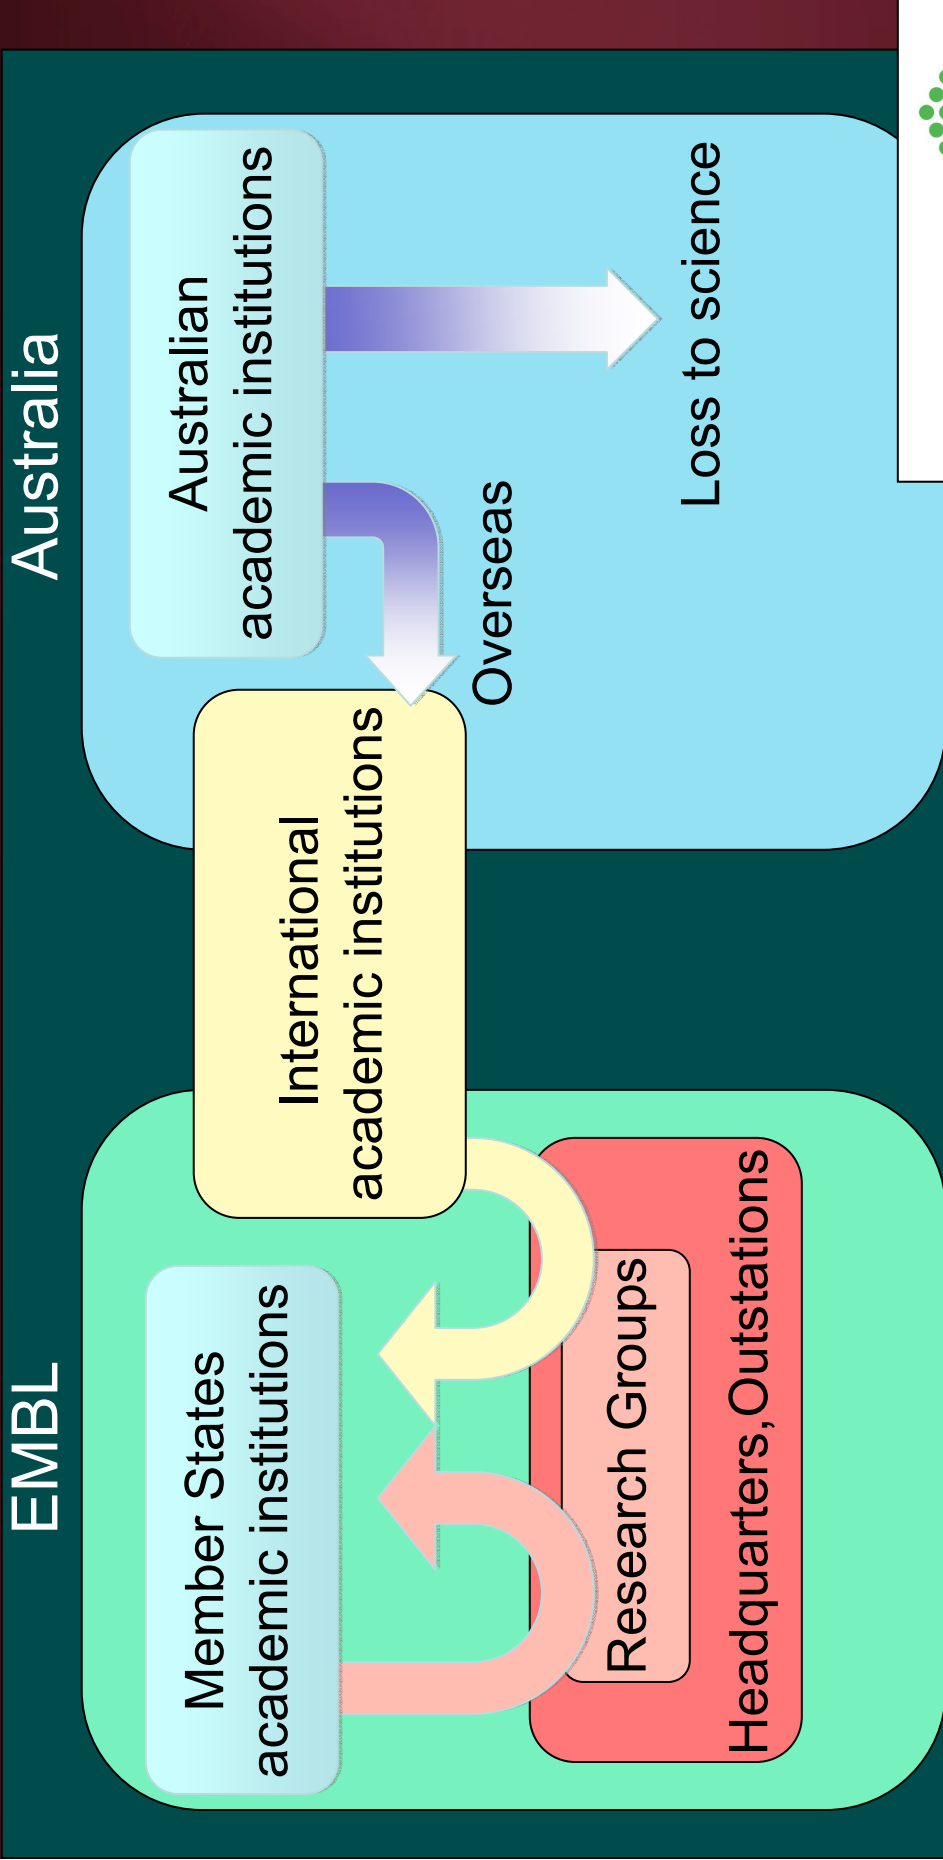 EMBL
Australia
Member States
academic institutions
International
academic institutions
Australian
academic institutions
Overseas
Research Groups
Headquarters,Outstations
Loss to science